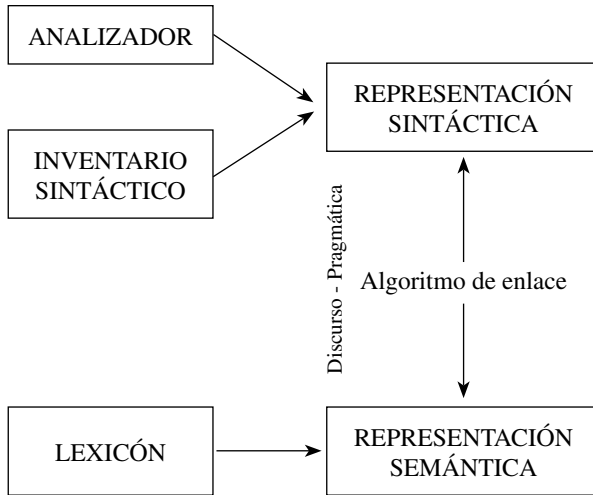 ANALIZADOR
REPRESENTACIÓN
SINTÁCTICA
INVENTARIO
SINTÁCTICO
Discurso - Pragmática
Algoritmo de enlace
LEXICÓN
REPRESENTACIÓN
SEMÁNTICA